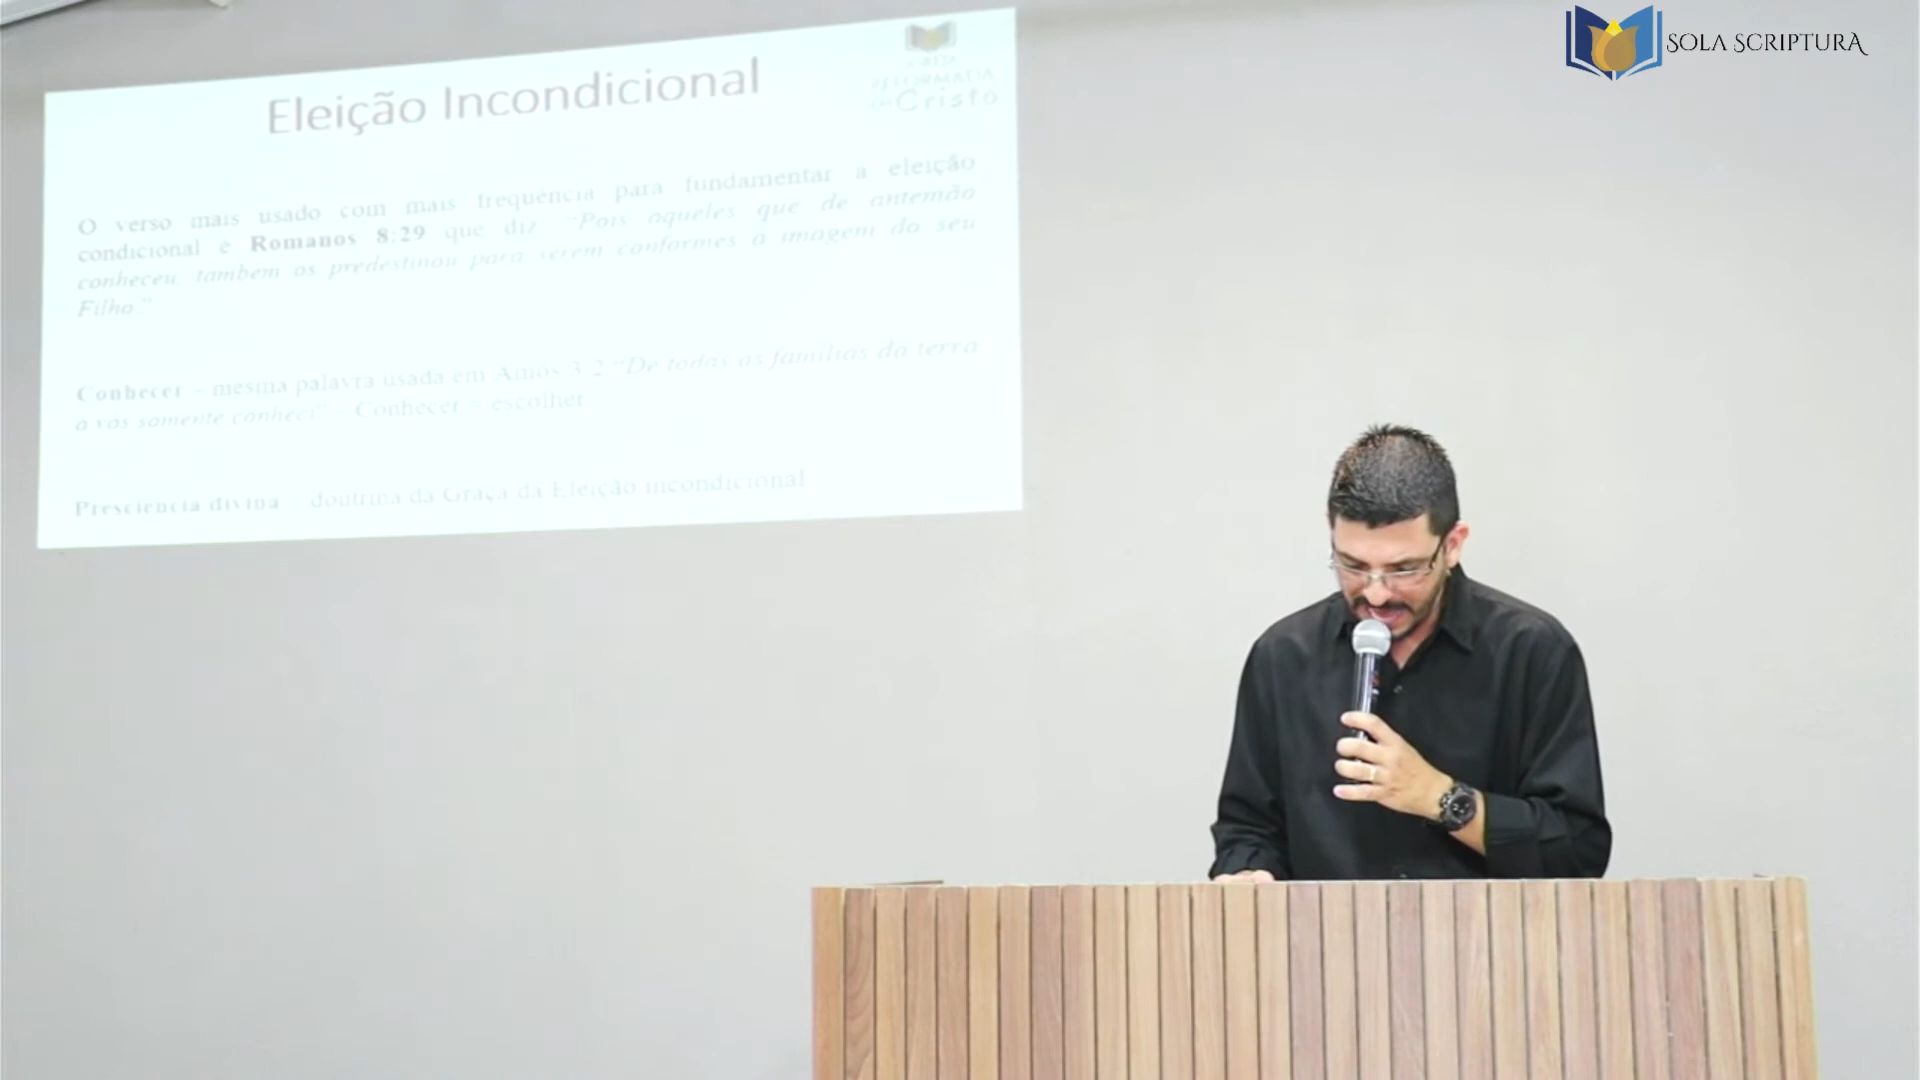 SOLA SCRIPTURA
Eleição Incondicional
REFORMADA
Cristo
O verso mais usado com mais frequência para fundamentar a eleição
condicional é Romanos 8:29 que diz "Pois aqueles que de antemão
conheceu também os predestinou para serem conformes a imagem do seu
Filho"
Conhecer – mesma palavra usada em Amós 3 2 "De todas as famílias da terra
a vos somente conheci" – Conhecer = escolher
Presciencia divina – doutrina da Graça da Eleição incondicional